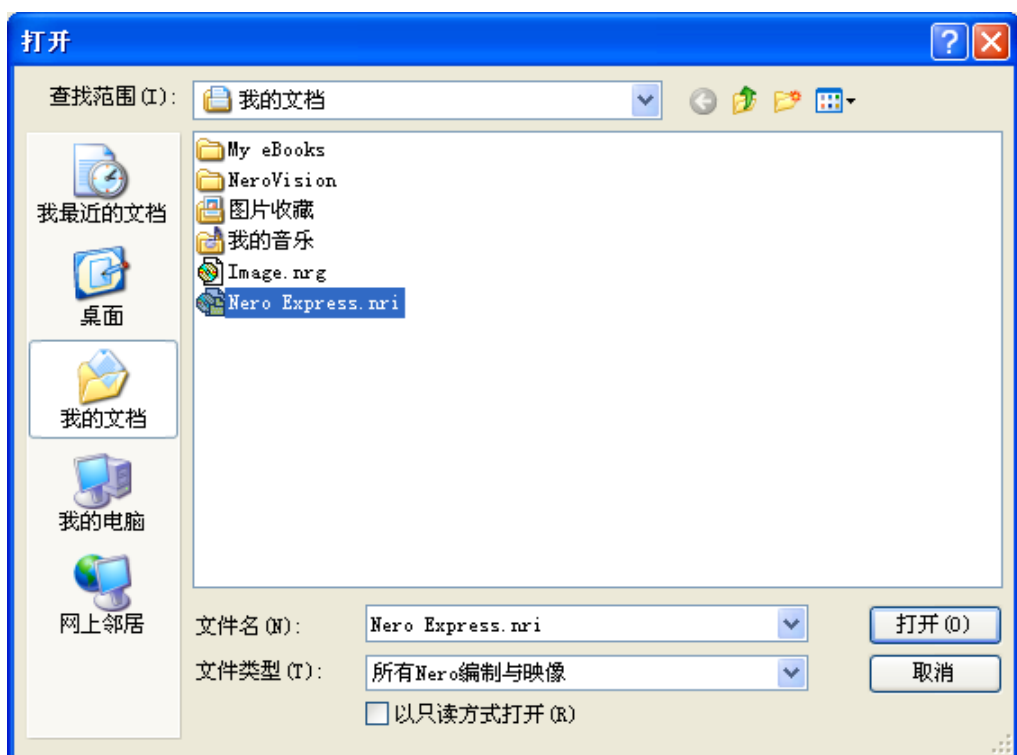 打开
查找范围(I):
我的文档
My eBooks
NeroVision
图片收藏
我的音乐
Image.nrg
Nero Express.nri
我最近的文档
桌面
我的文档
我的电脑
网上邻居
文件名(N):
Nero Express.nri
打开(O)
文件类型(T):
所有Nero编制与映像
取消
以只读方式打开(R)